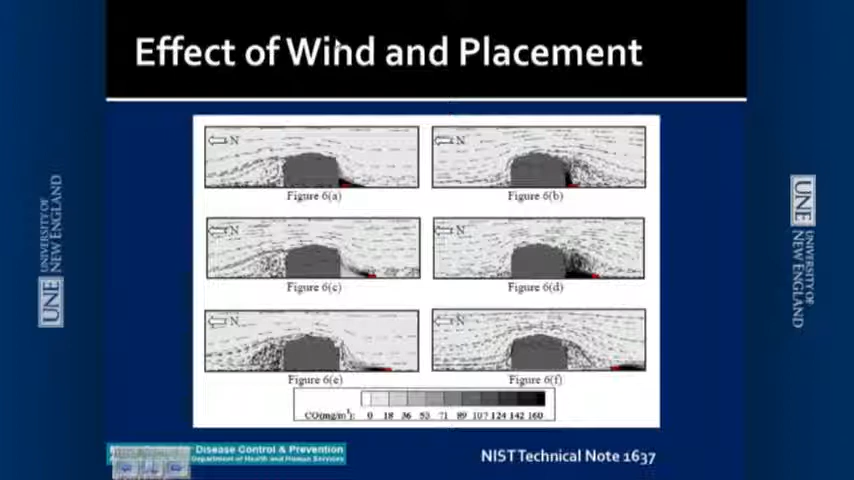 Effect of Wind and Placement
N
N
Figure 6(a)
Figure 6(b)
N
N
Figure 6(c)
Figure 6(d)
N
N
Figure 6(e)
Figure 6(f)
CO(mg/m³): 0 18 36 53 71 89 107 124 142 160
Disease Control & Prevention
Department of Health and Human Services
NIST Technical Note 1637
UNE UNIVERSITY OF NEW ENGLAND
UNE UNIVERSITY OF NEW ENGLAND